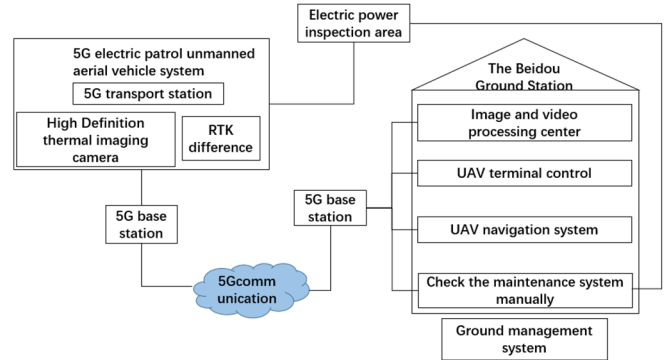 Electric power
inspection area
5G electric patrol unmanned
aerial vehicle system
5G transport station
High Definition
thermal imaging
camera
RTK
difference
5G base
station
5Gcomm
unication
5G base
station
The Beidou
Ground Station
Image and video
processing center
UAV terminal control
UAV navigation system
Check the maintenance system
manually
Ground management
system